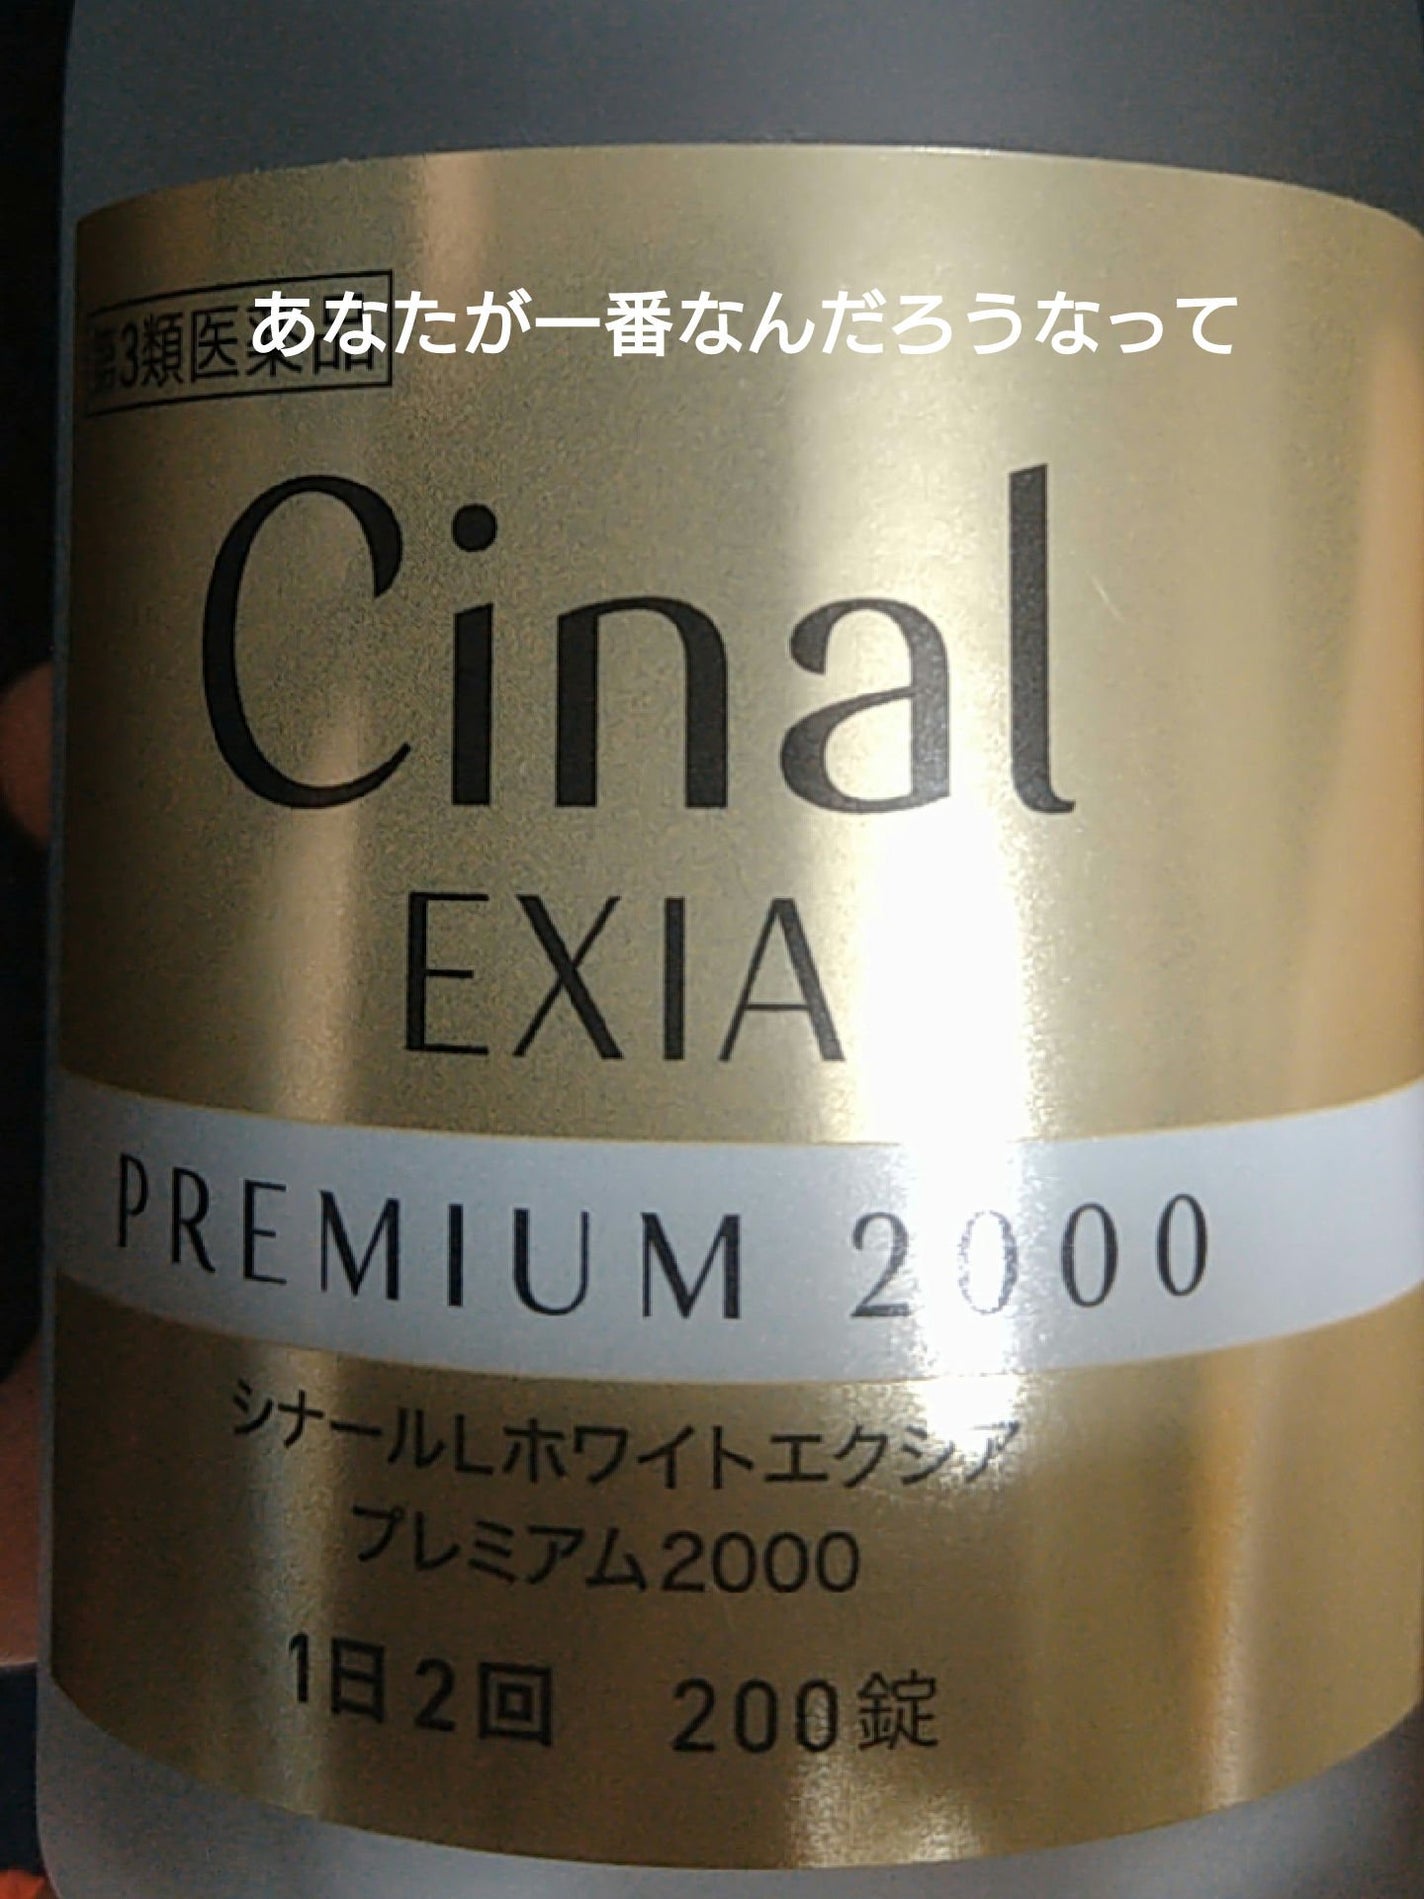 あなたが一番なんだろうなって
第3類医薬品
Cinal
EXIA
PREMIUM 2000
シナールLホワイトエクシア
プレミアム2000
1日2回 200錠